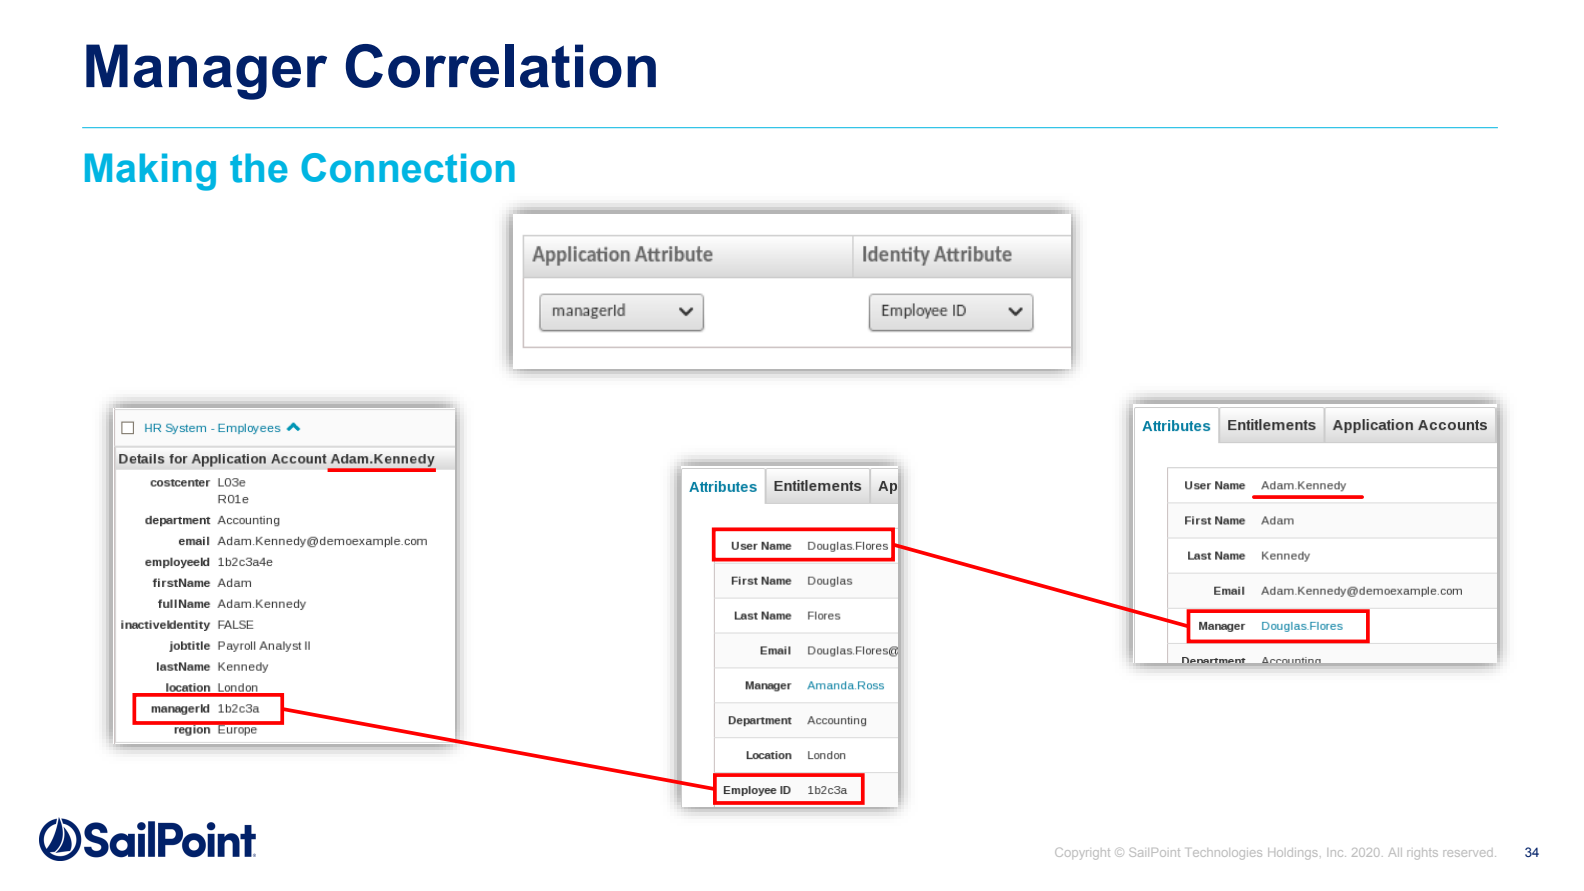 Manager Correlation
Making the Connection
Application Attribute Identity Attribute
managerId Employee ID
HR System - Employees
Details for Application Account Adam.Kennedy
costcenter L03e
R01e
department Accounting
email Adam.Kennedy@demoexample.com
employeeId 1b2c3a4e
firstName Adam
fullName Adam.Kennedy
inactiveIdentity FALSE
jobtitle Payroll Analyst II
lastName Kennedy
location London
managerId 1b2c3a
region Europe
Attributes Entitlements Ap
User Name Douglas.Flores
First Name Douglas
Last Name Flores
Email Douglas.Flores@
Manager Amanda.Ross
Department Accounting
Location London
Employee ID 1b2c3a
Attributes Entitlements Application Accounts
User Name Adam.Kennedy
First Name Adam
Last Name Kennedy
Email Adam.Kennedy@demoexample.com
Manager Douglas.Flores
Department Accounting
SailPoint
Copyright © SailPoint Technologies Holdings, Inc. 2020. All rights reserved. 34